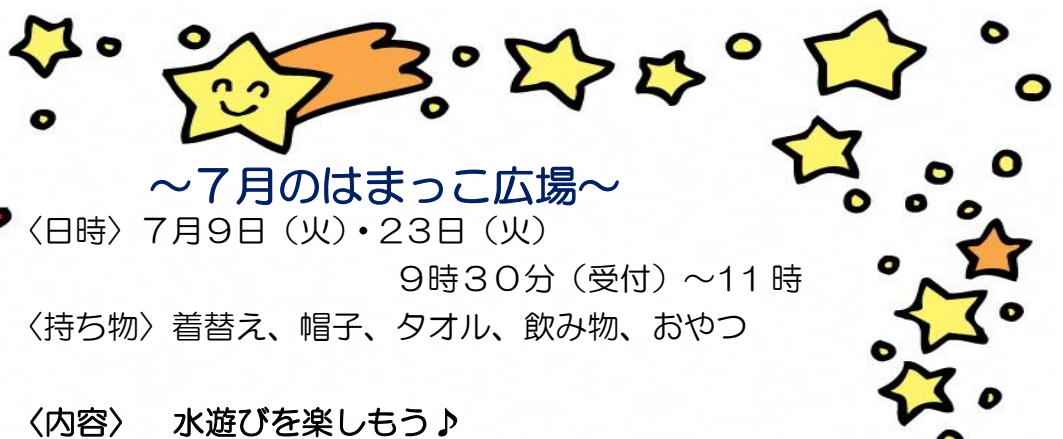 ～７月のはまっこ広場～
〈日時〉７月９日（火）・２３日（火）
９時３０分（受付）～11時
〈持ち物〉着替え、帽子、タオル、飲み物、おやつ
〈内容〉　水遊びを楽しもう♪